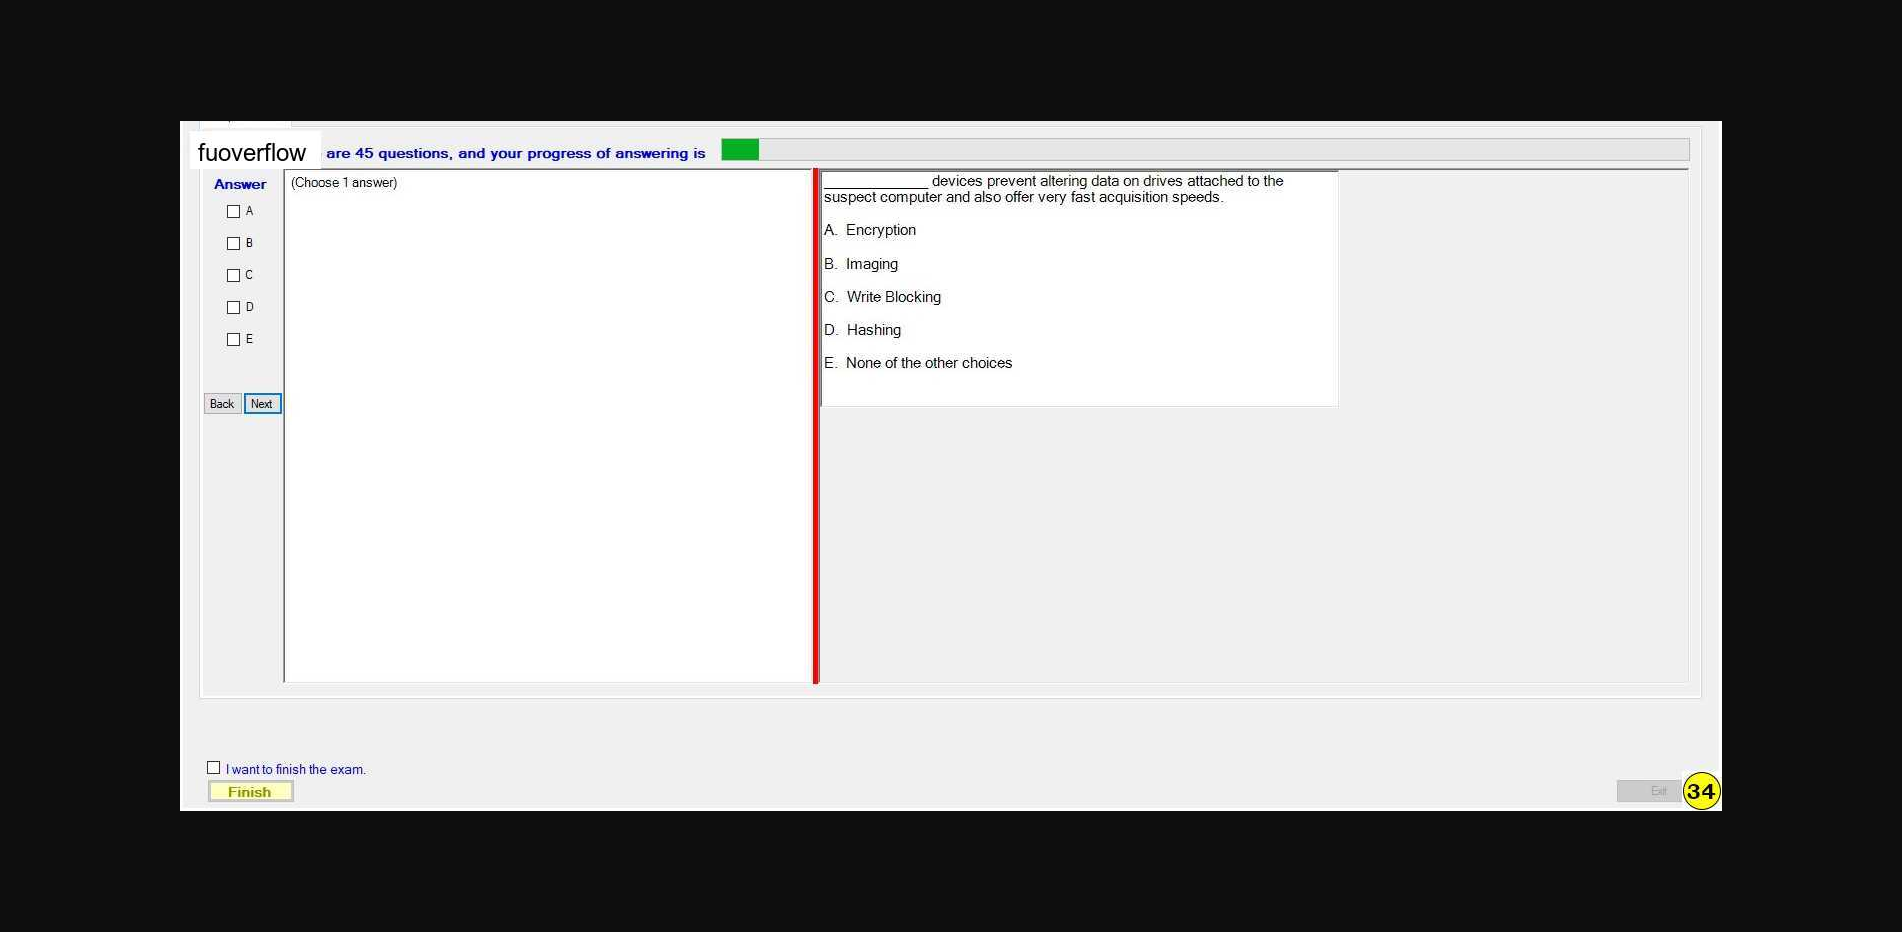 fuoverflow are 45 questions, and your progress of answering is
Answer
(Choose 1 answer)
A
B
C
D
E
Back Next
_____________ devices prevent altering data on drives attached to the
suspect computer and also offer very fast acquisition speeds.
A. Encryption
B. Imaging
C. Write Blocking
D. Hashing
E. None of the other choices
I want to finish the exam.
Finish
Exit
34